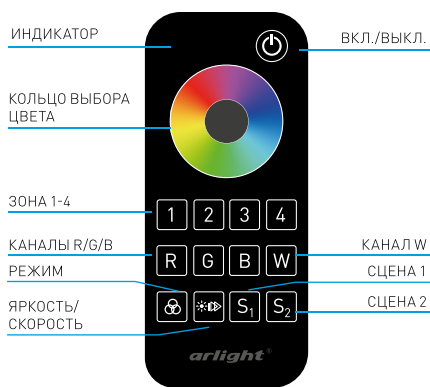 ИНДИКАТОР
ВКЛ./ВЫКЛ.
КОЛЬЦО ВЫБОРА
ЦВЕТА
ЗОНА 1-4
1 2 3 4
КАНАЛЫ R/G/B
КАНАЛ W
R G B W
РЕЖИМ
СЦЕНА 1
ЯРКОСТЬ/
СКОРОСТЬ
S₁ S₂
СЦЕНА 2
arlight®